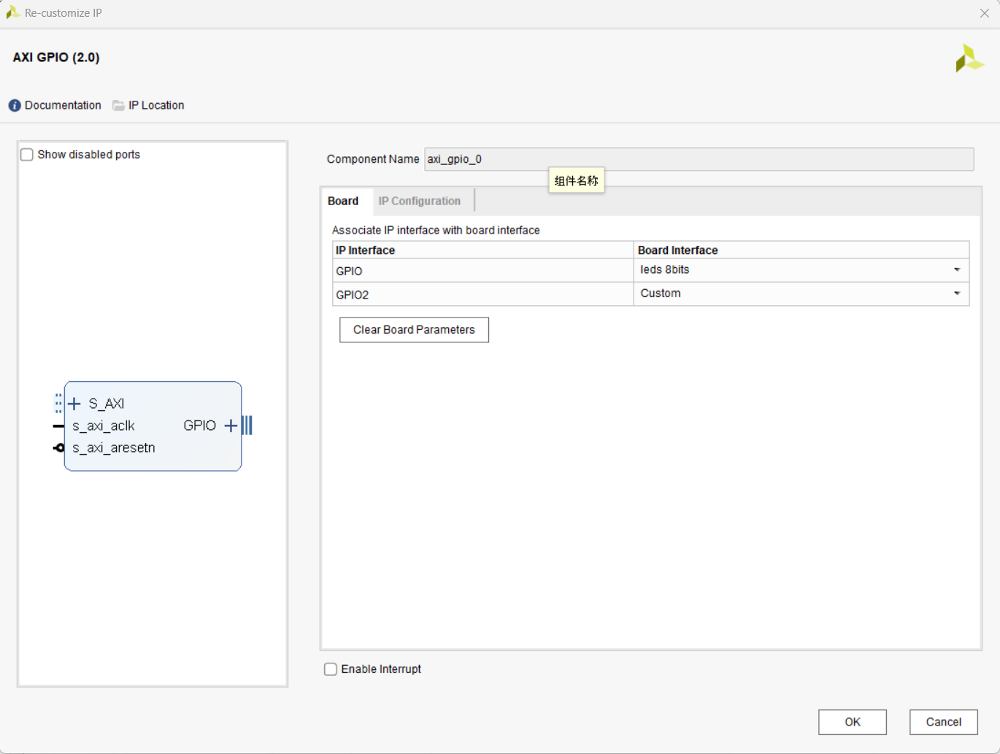 Re-customize IP
AXI GPIO (2.0)
Documentation IP Location
Show disabled ports
S_AXI
s_axi_aclk GPIO
s_axi_aresetn
Component Name axi_gpio_0
组件名称
Board IP Configuration
Associate IP interface with board interface
IP Interface Board Interface
GPIO leds 8bits
GPIO2 Custom
Clear Board Parameters
Enable Interrupt
OK Cancel